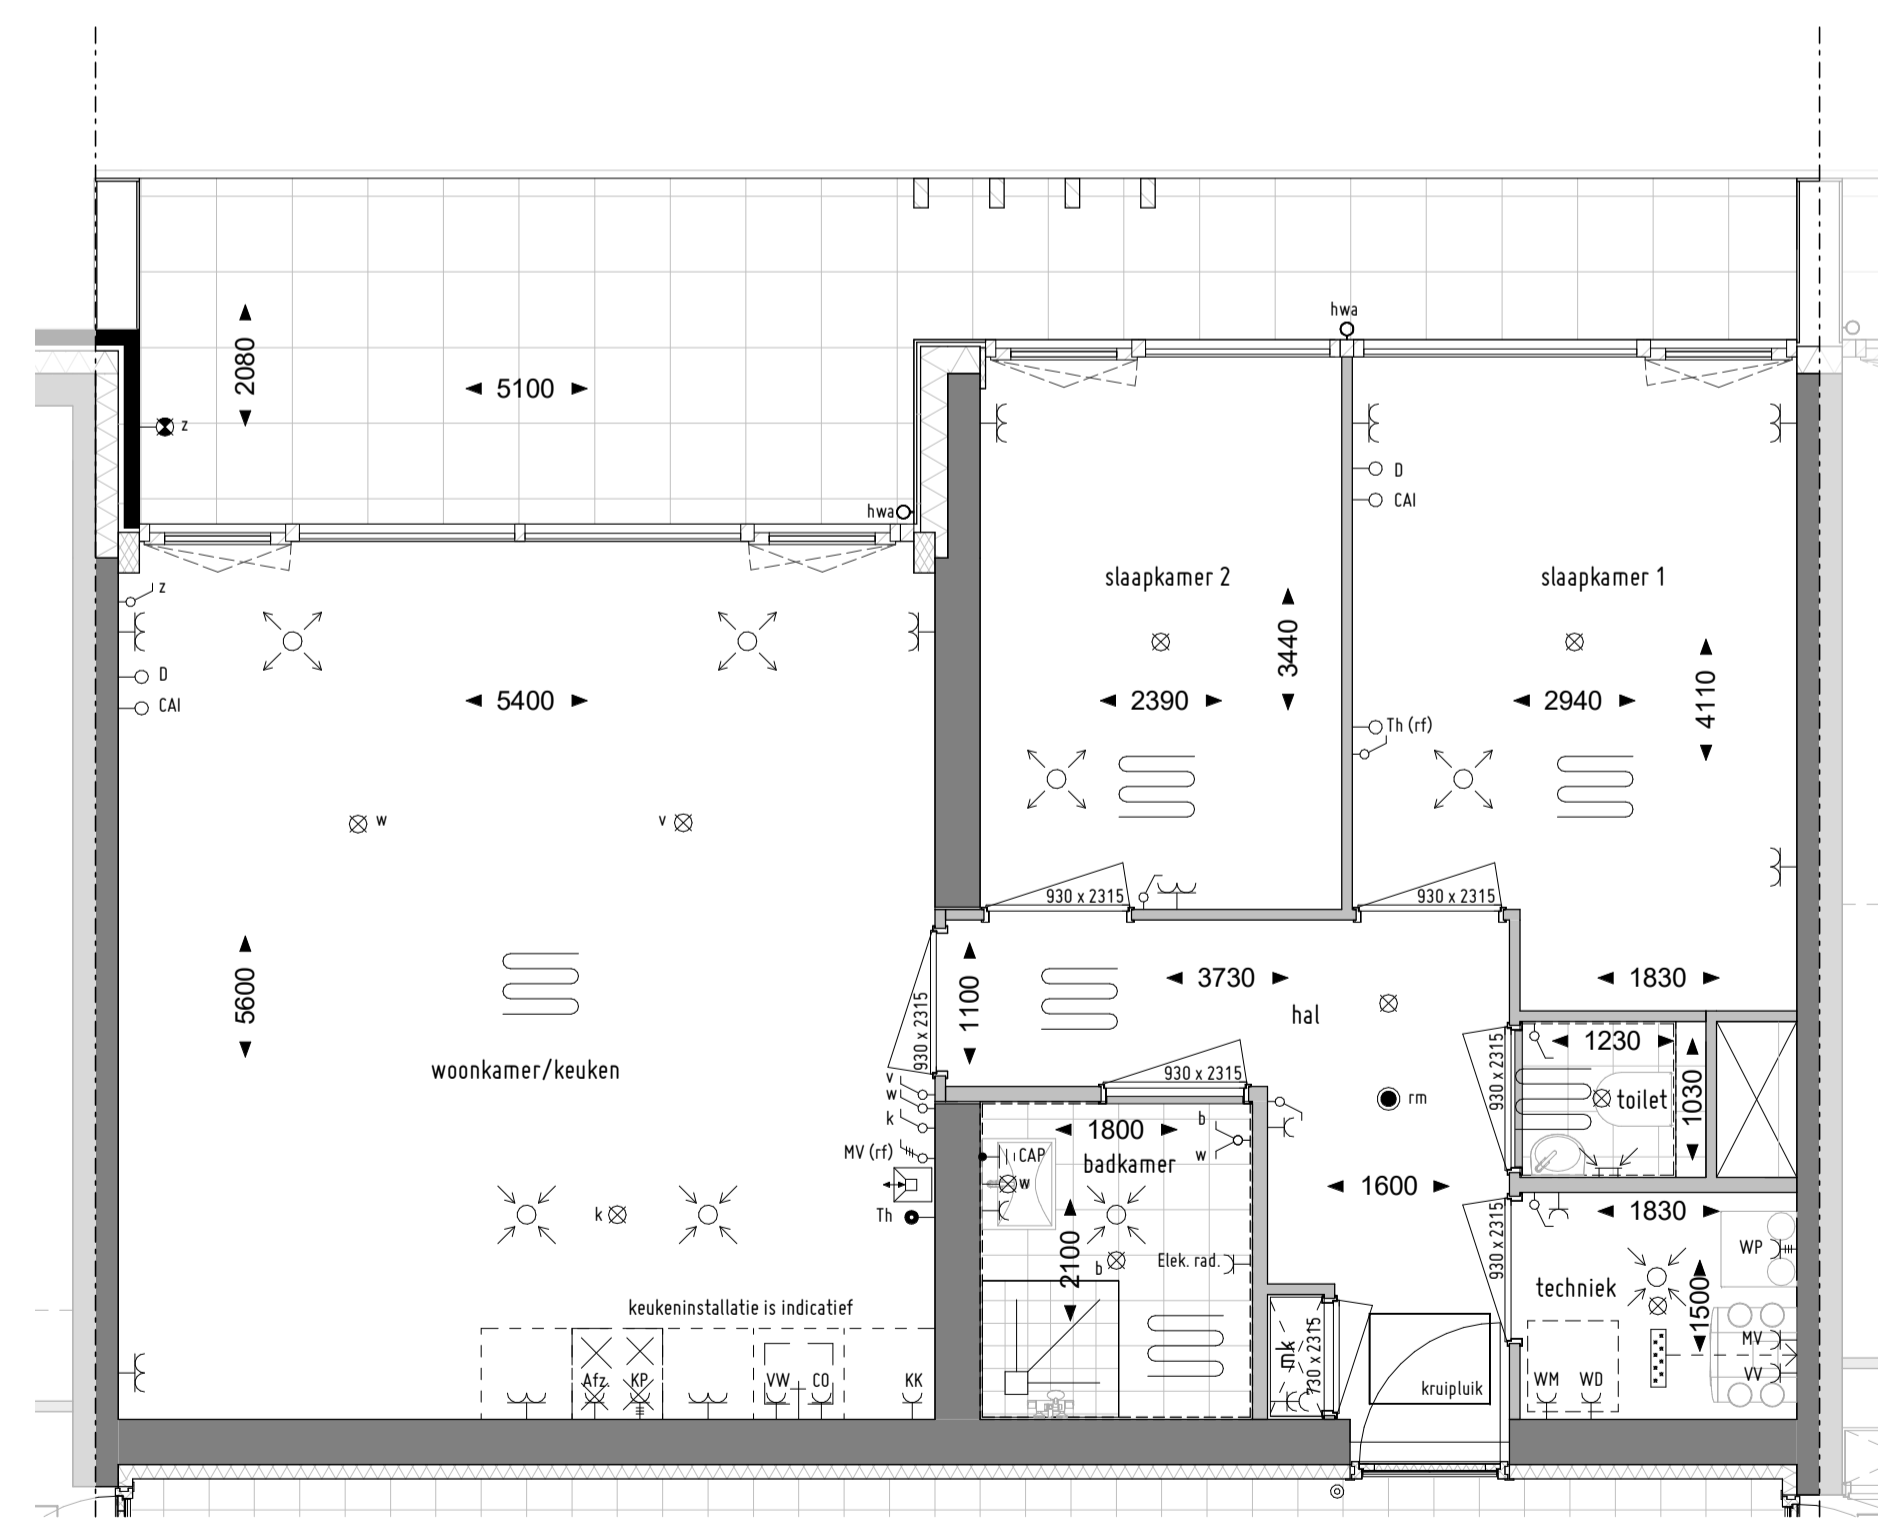 hwa
2080
5100
z
hwa
D
CAI
slaapkamer 2
slaapkamer 1
z
3440
4110
D
CAI
5400
2390
2940
Th (rf)
w
v
930 x 2315
930 x 2315
5600
1100
3730
1830
hal
930 x 2315
930 x 2315
1230
woonkamer/keuken
930 x 2315
toilet
1030
v
w
k
rm
1800
b
MV (rf)
CAP
badkamer
w
w
1600
Th
k
2100
b
Elek. rad.
930 x 2315
1830
WP
techniek
1500
keukeninstallatie is indicatief
MV
VV
mk
730 x 2315
kruipluik
Afz.
KP
VW
CO
KK
WM
WD